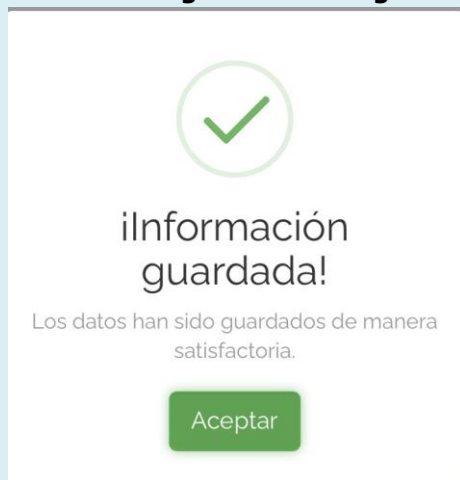 ¡Información
guardada!
Los datos han sido guardados de manera
satisfactoria.
Aceptar